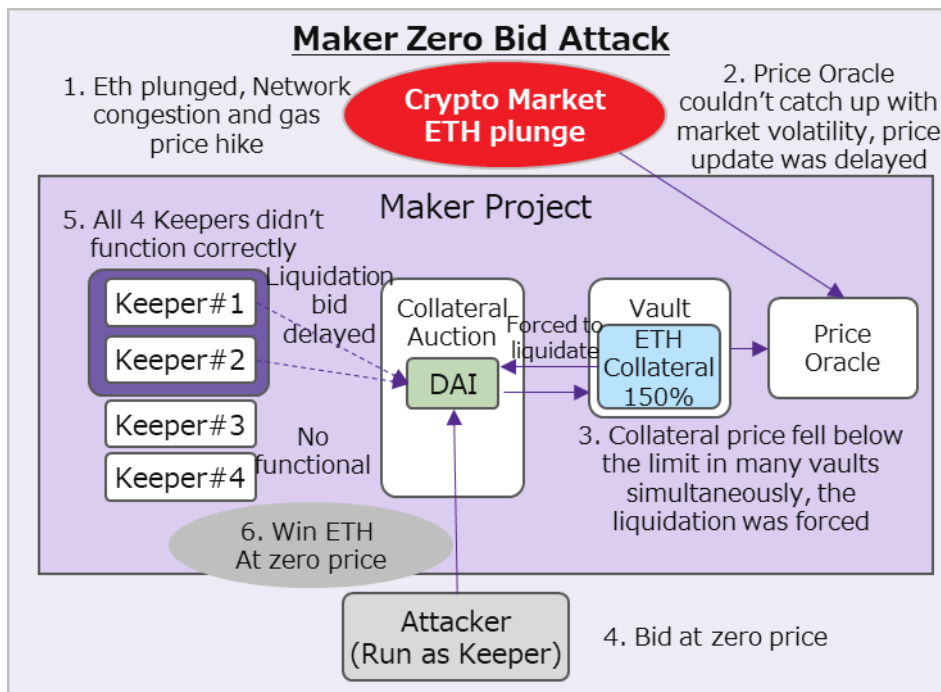 Maker Zero Bid Attack
1. Eth plunged, Network
congestion and gas
price hike
Crypto Market
ETH plunge
2. Price Oracle
couldn't catch up with
market volatility, price
update was delayed
Maker Project
5. All 4 Keepers didn't
function correctly
Keeper#1
Keeper#2
Keeper#3
Keeper#4
Liquidation
bid
delayed
No
functional
Collateral
Auction
DAI
Forced to
liquidate
Vault
ETH
Collateral
150%
Price
Oracle
3. Collateral price fell below
the limit in many vaults
simultaneously, the
liquidation was forced
6. Win ETH
At zero price
Attacker
(Run as Keeper)
4. Bid at zero price